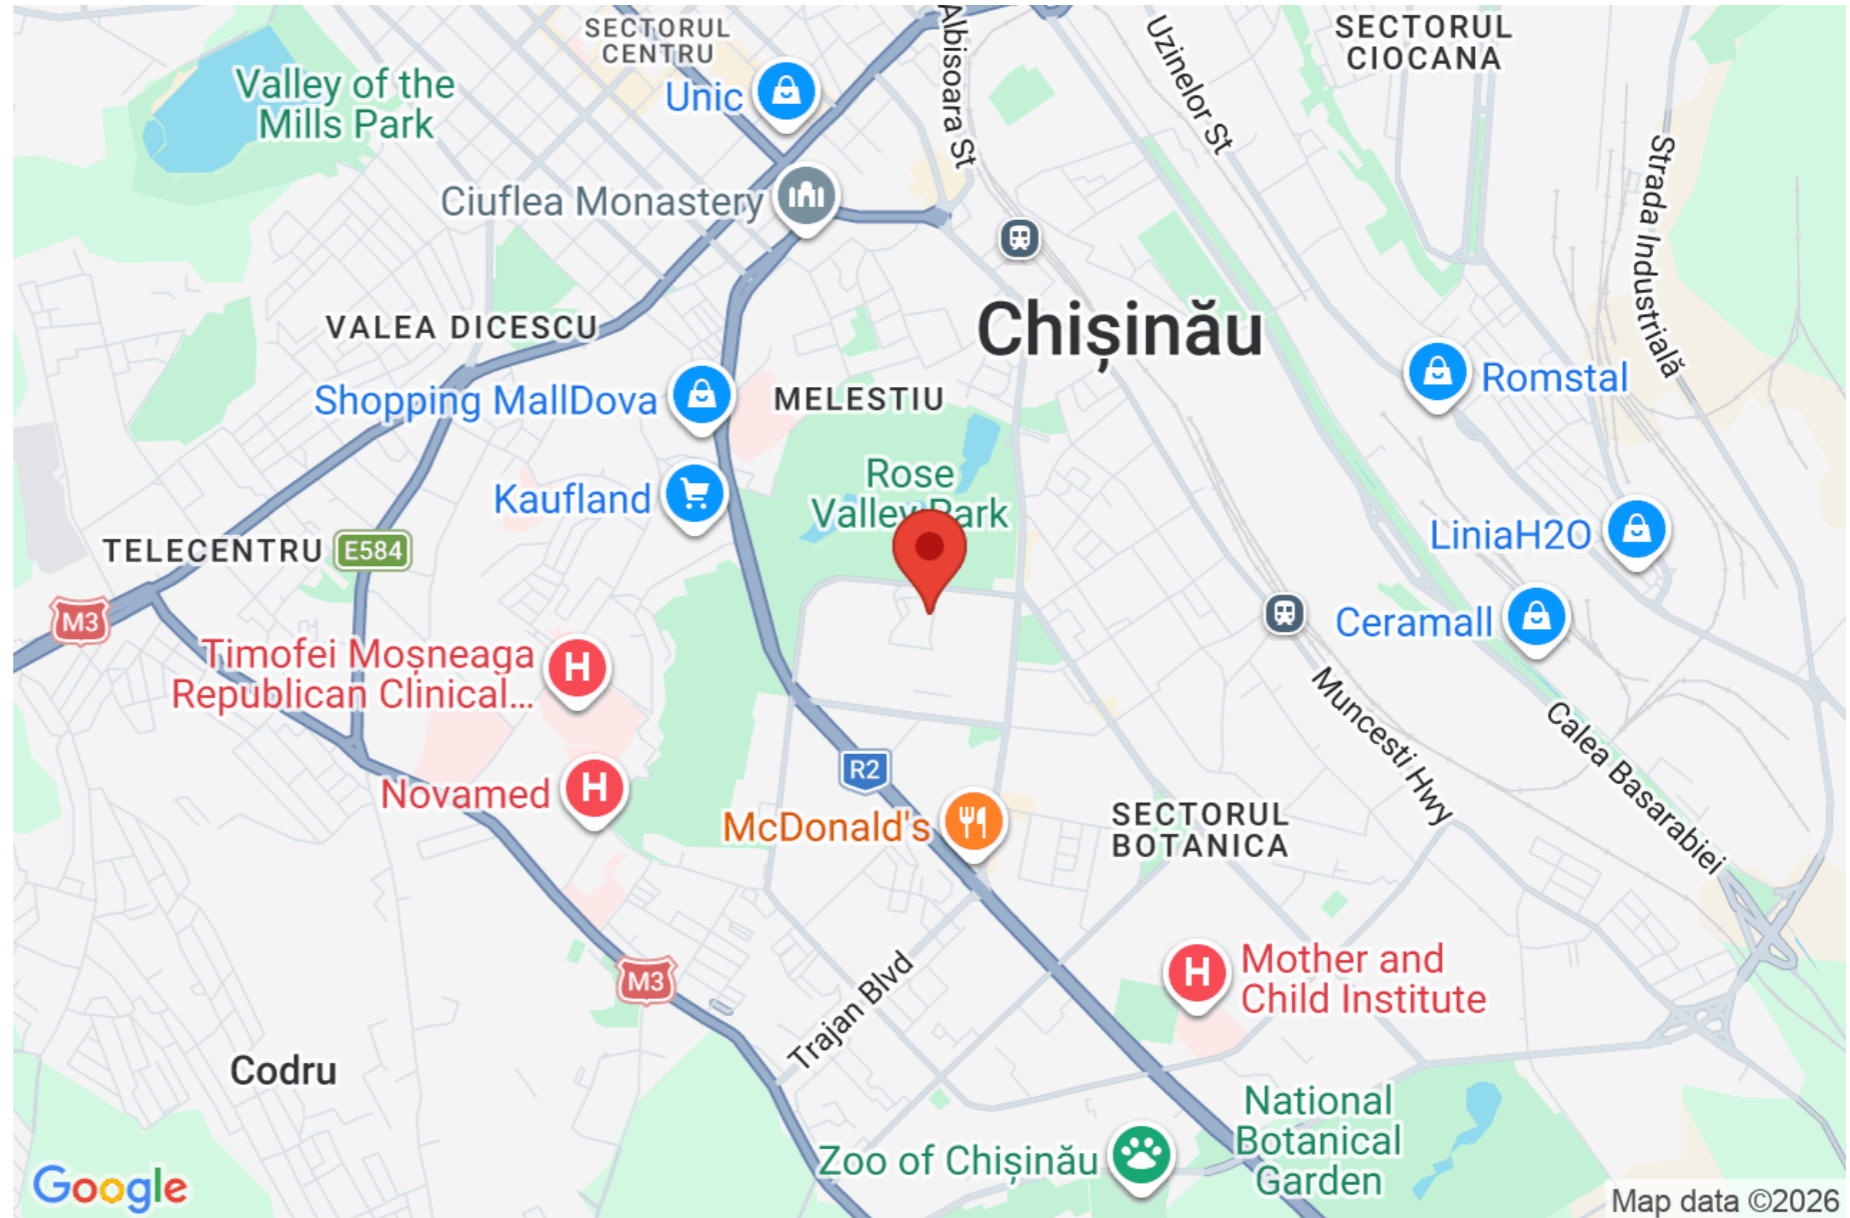 SECTORUL
CENTRU
Albisoara St
Uzinelor St
SECTORUL
CIOCANA
Valley of the
Mills Park
Unic
Strada Industrială
Ciuflea Monastery
Chișinău
VALEA DICESCU
Shopping MallDova
MELESTIU
Romstal
Rose
Valley Park
Kaufland
TELECENTRU
E584
LiniaH2O
M3
Ceramall
Timofei Moșneaga
Republican Clinical...
H
Muncesti Hwy
Calea Basarabiei
R2
Novamed
H
McDonald's
SECTORUL
BOTANICA
M3
H
Mother and
Child Institute
Trajan Blvd
Codru
National
Botanical
Garden
Zoo of Chișinău
Google
Map data ©2026